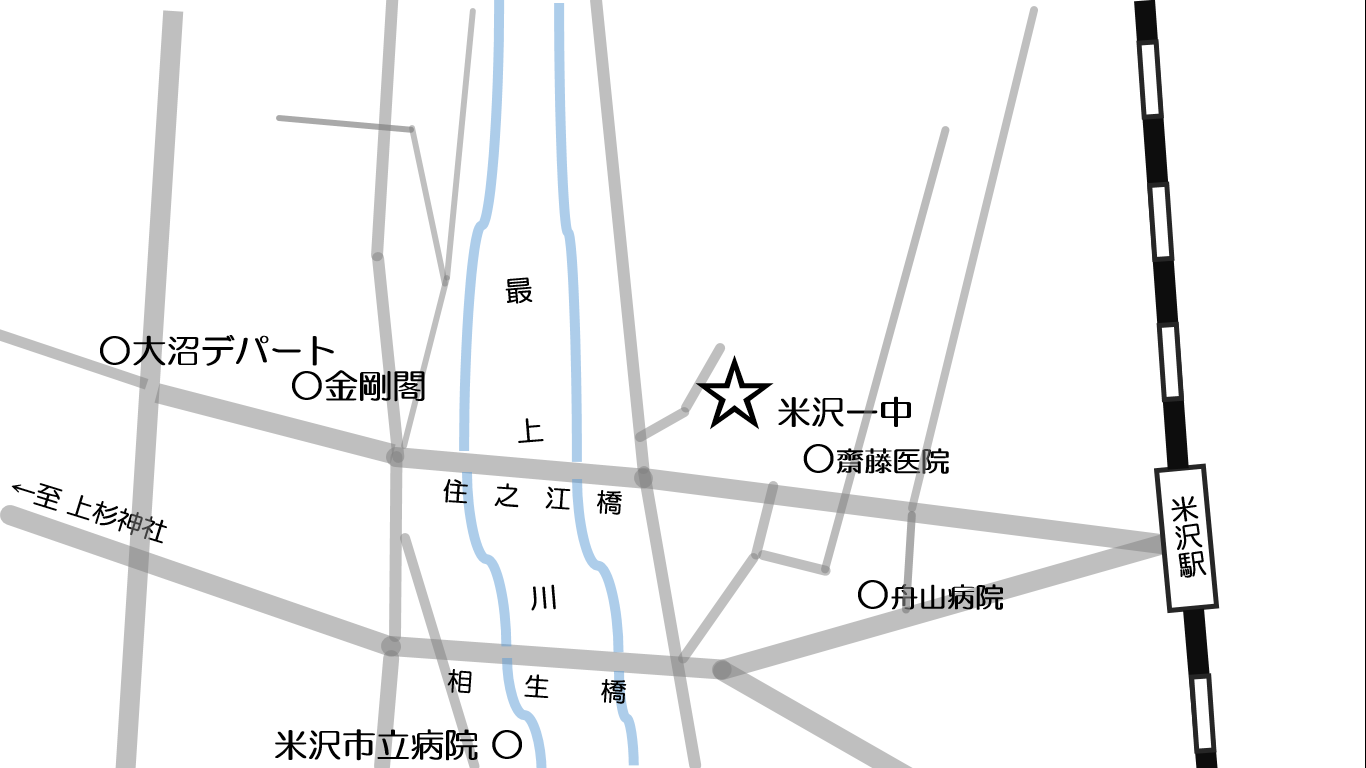 最
上
川
○大沼デパート
○金剛閣
米沢一中
○齋藤医院
住之江橋
←至 上杉神社
米沢駅
○舟山病院
相生橋
米沢市立病院 ○